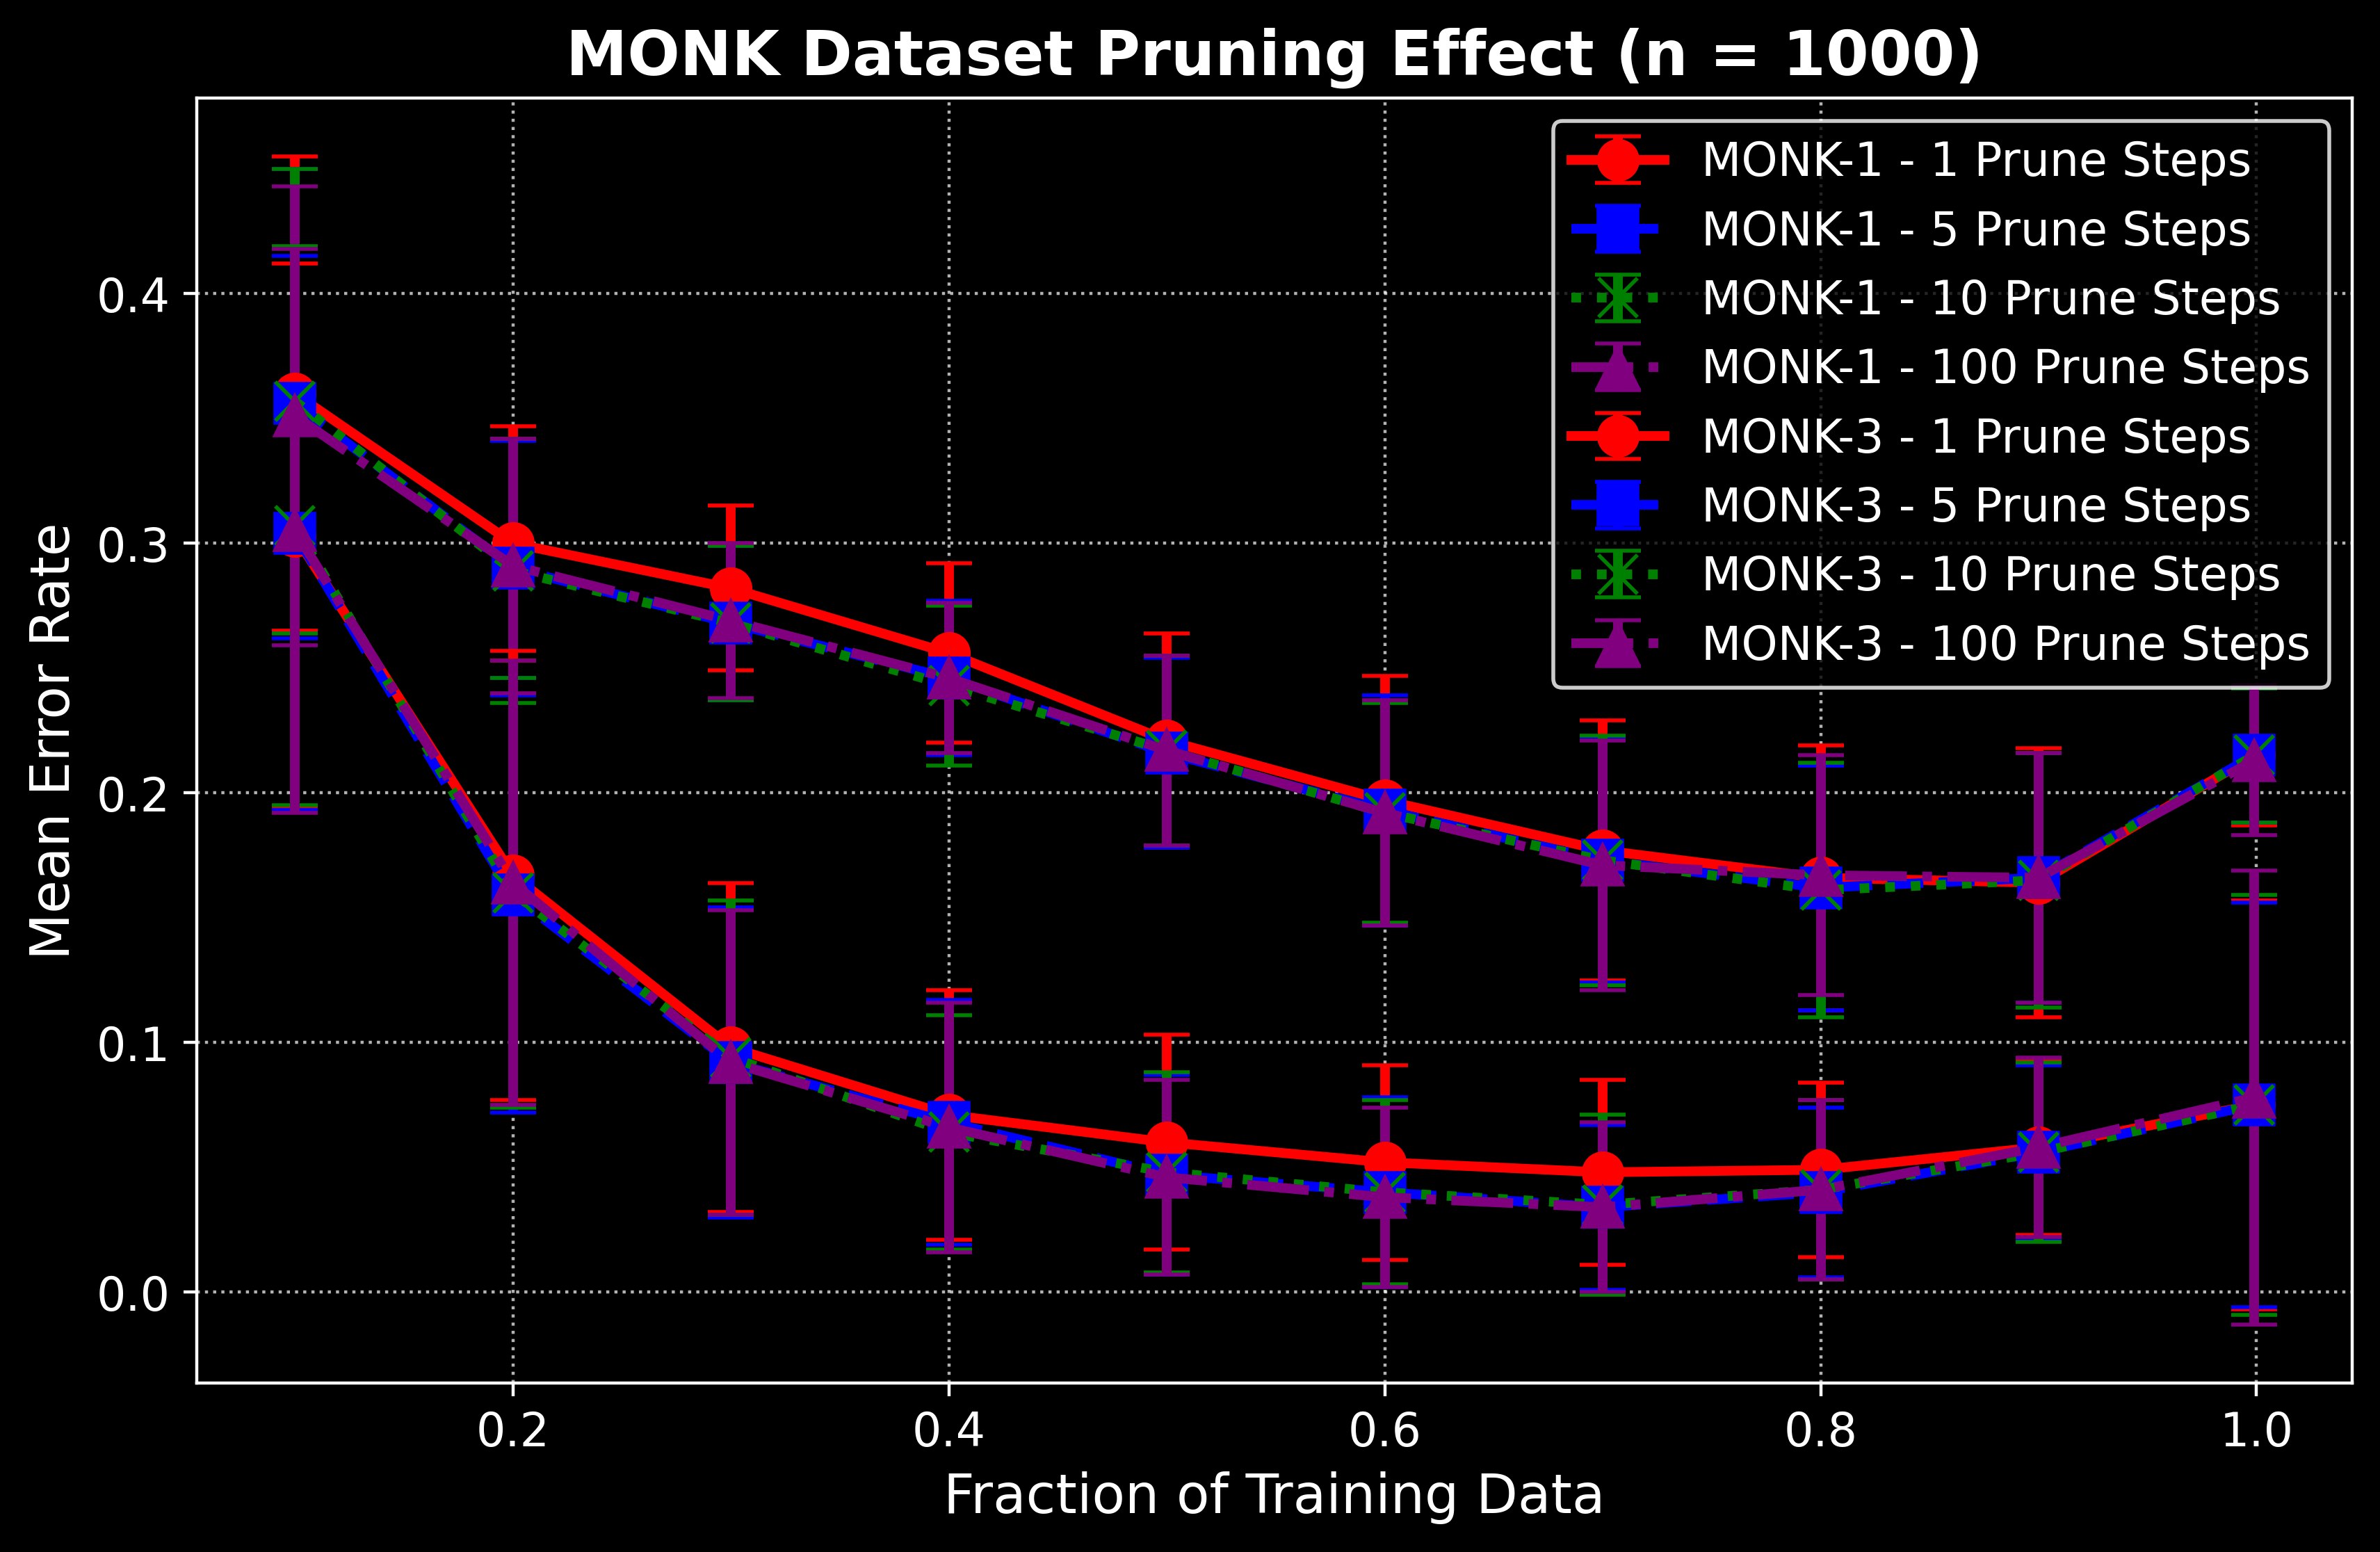 MONK Dataset Pruning Effect (n = 1000)
MONK-1 - 1 Prune Steps
MONK-1 - 5 Prune Steps
MONK-1 - 10 Prune Steps
MONK-1 - 100 Prune Steps
MONK-3 - 1 Prune Steps
MONK-3 - 5 Prune Steps
MONK-3 - 10 Prune Steps
MONK-3 - 100 Prune Steps
Mean Error Rate
0.4
0.3
0.2
0.1
0.0
0.2 0.4 0.6 0.8 1.0
Fraction of Training Data